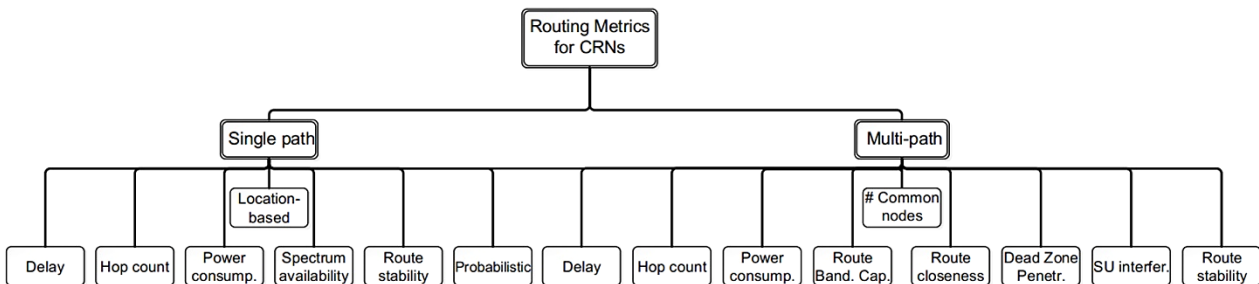 Routing Metrics
for CRNs
Single path
Multi-path
Location-
based
# Common
nodes
Delay
Hop count
Power
consump.
Spectrum
availability
Route
stability
Probabilistic
Delay
Hop count
Power
consump.
Route
Band. Cap.
Route
closeness
Dead Zone
Penetr.
SU interfer.
Route
stability